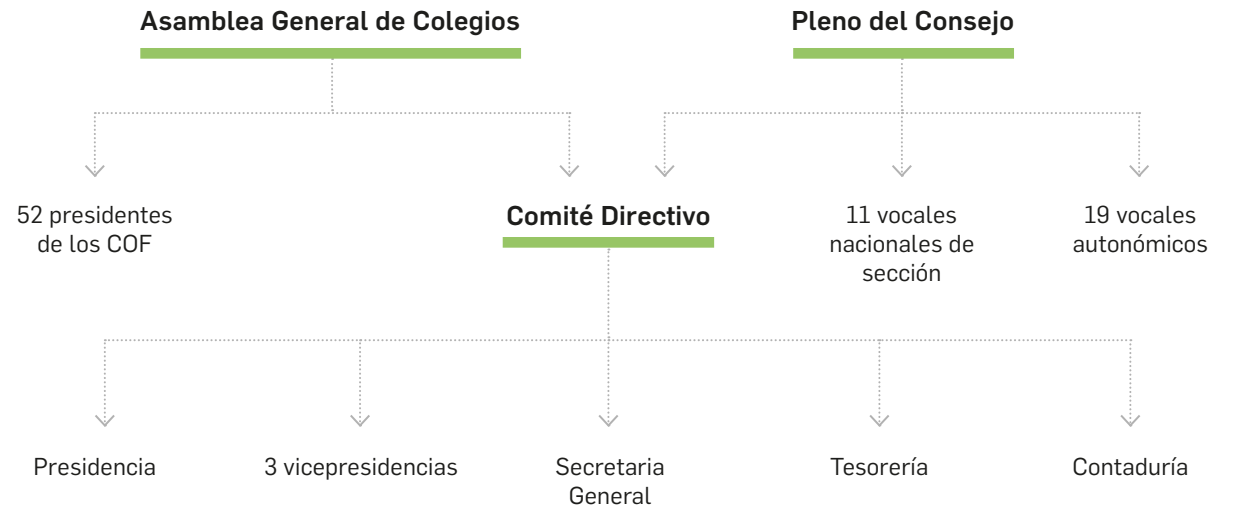 Asamblea General de Colegios
Pleno del Consejo
52 presidentes
de los COF
Comité Directivo
11 vocales
nacionales de
sección
19 vocales
autonómicos
Presidencia
3 vicepresidencias
Secretaria
General
Tesorería
Contaduría